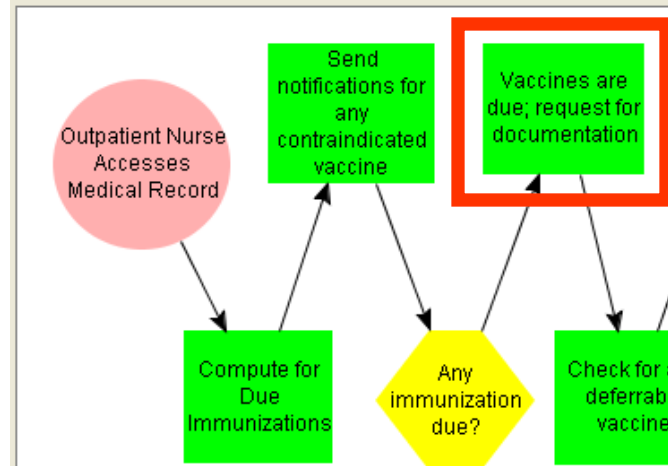 Outpatient Nurse
Accesses
Medical Record
Compute for
Due
Immunizations
Send
notifications for
any
contraindicated
vaccine
Any
immunization
due?
Vaccines are
due; request for
documentation
Check for
vaccine